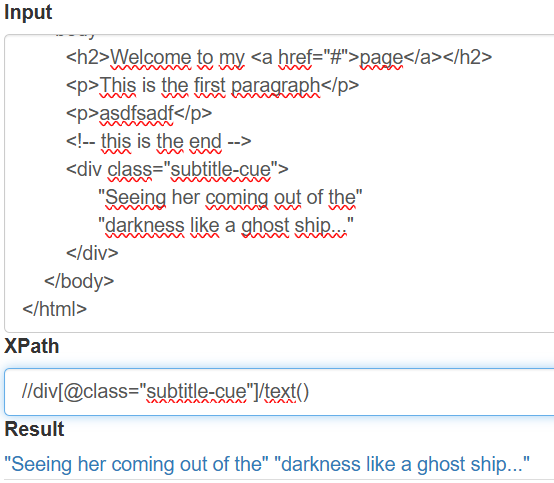 Input
<h2>Welcome to my <a href="#">page</a></h2>
<p>This is the first paragraph</p>
<p>asdfsadf</p>
<!-- this is the end -->
<div class="subtitle-cue">
"Seeing her coming out of the"
"darkness like a ghost ship..."
</div>
</body>
</html>
XPath
//div[@class="subtitle-cue"]/text()
Result
"Seeing her coming out of the" "darkness like a ghost ship..."